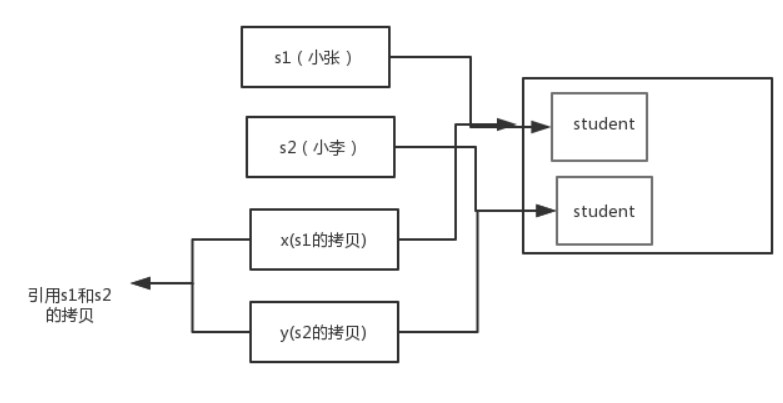 s1（小张）
student
s2（小李）
student
x(s1的拷贝)
引用s1和s2
的拷贝
y(s2的拷贝)